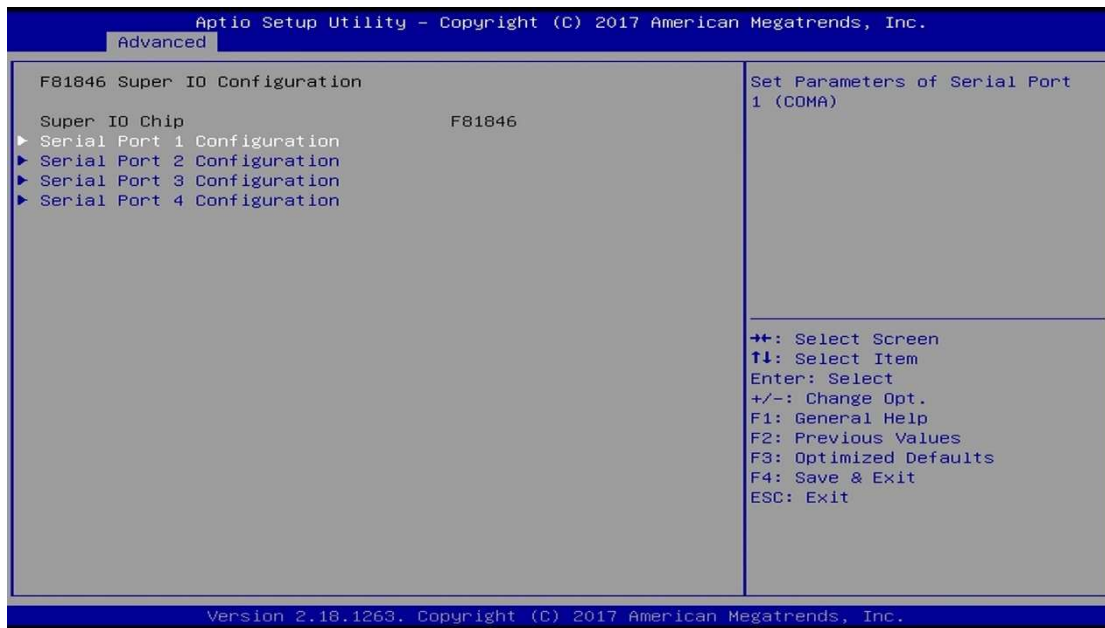 Aptio Setup Utility – Copyright (C) 2017 American Megatrends, Inc.
Advanced
F81846 Super IO Configuration
Super IO Chip F81846
▶ Serial Port 1 Configuration
▶ Serial Port 2 Configuration
▶ Serial Port 3 Configuration
▶ Serial Port 4 Configuration
Set Parameters of Serial Port
1 (COMA)
→←: Select Screen
↑↓: Select Item
Enter: Select
+/-: Change Opt.
F1: General Help
F2: Previous Values
F3: Optimized Defaults
F4: Save & Exit
ESC: Exit
Version 2.18.1263. Copyright (C) 2017 American Megatrends, Inc.